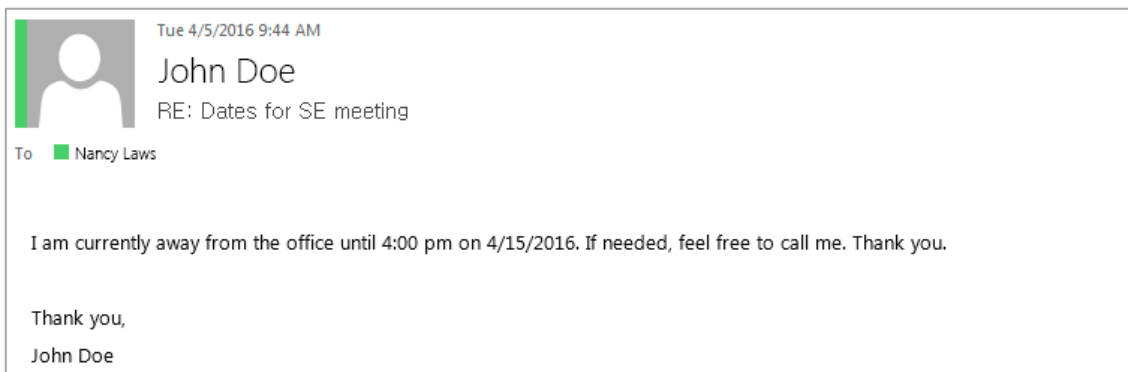 Tue 4/5/2016 9:44 AM
John Doe
RE: Dates for SE meeting
To Nancy Laws
I am currently away from the office until 4:00 pm on 4/15/2016. If needed, feel free to call me. Thank you.
Thank you,
John Doe